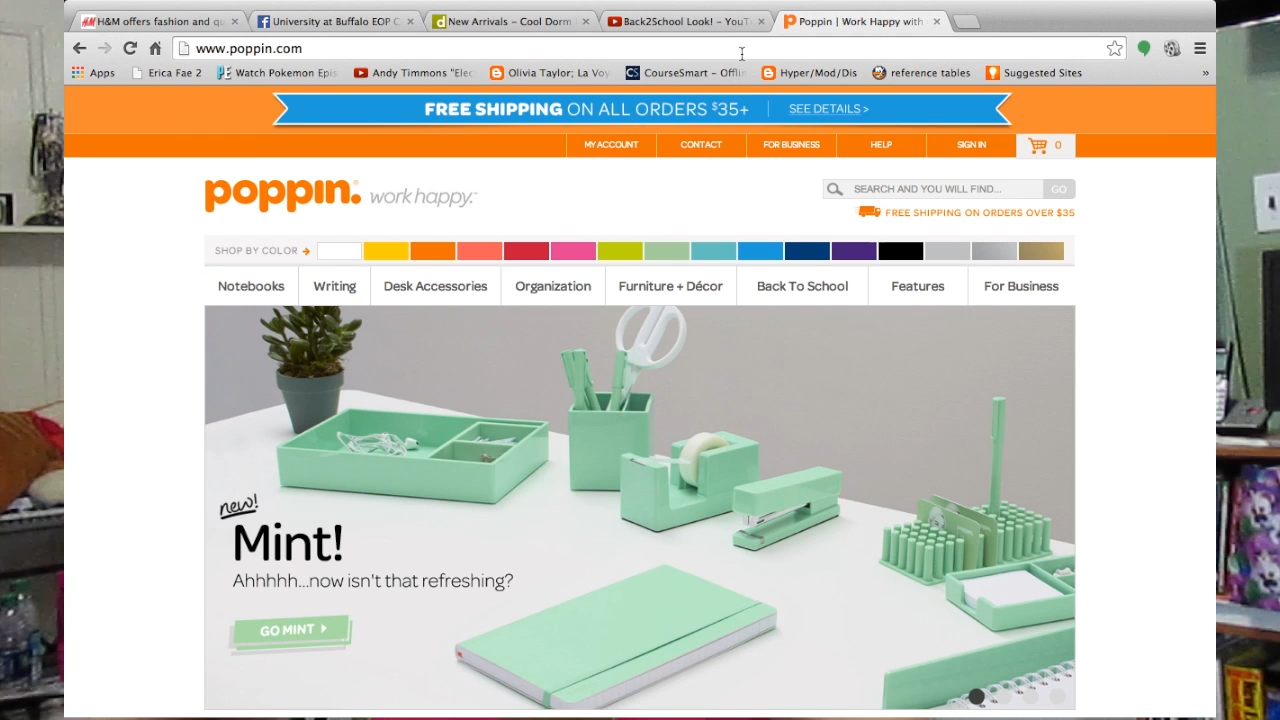 H&M offers fashion and qu
University at Buffalo EOP C
New Arrivals – Cool Dorm
Back2School Look! – YouT
Poppin | Work Happy with
www.poppin.com
Apps
Erica Fae 2
Watch Pokemon Epis
Andy Timmons "Elec
Olivia Taylor; La Voy
CourseSmart – Offlin
Hyper/Mod/Dis
reference tables
Suggested Sites
»
FREE SHIPPING ON ALL ORDERS $35+ | SEE DETAILS >
MY ACCOUNT
CONTACT
FOR BUSINESS
HELP
SIGN IN
0
poppin. work happy.™
SEARCH AND YOU WILL FIND...
GO
FREE SHIPPING ON ORDERS OVER $35
SHOP BY COLOR
Notebooks
Writing
Desk Accessories
Organization
Furniture + Décor
Back To School
Features
For Business
new!
Mint!
Ahhhhh...now isn't that refreshing?
GO MINT